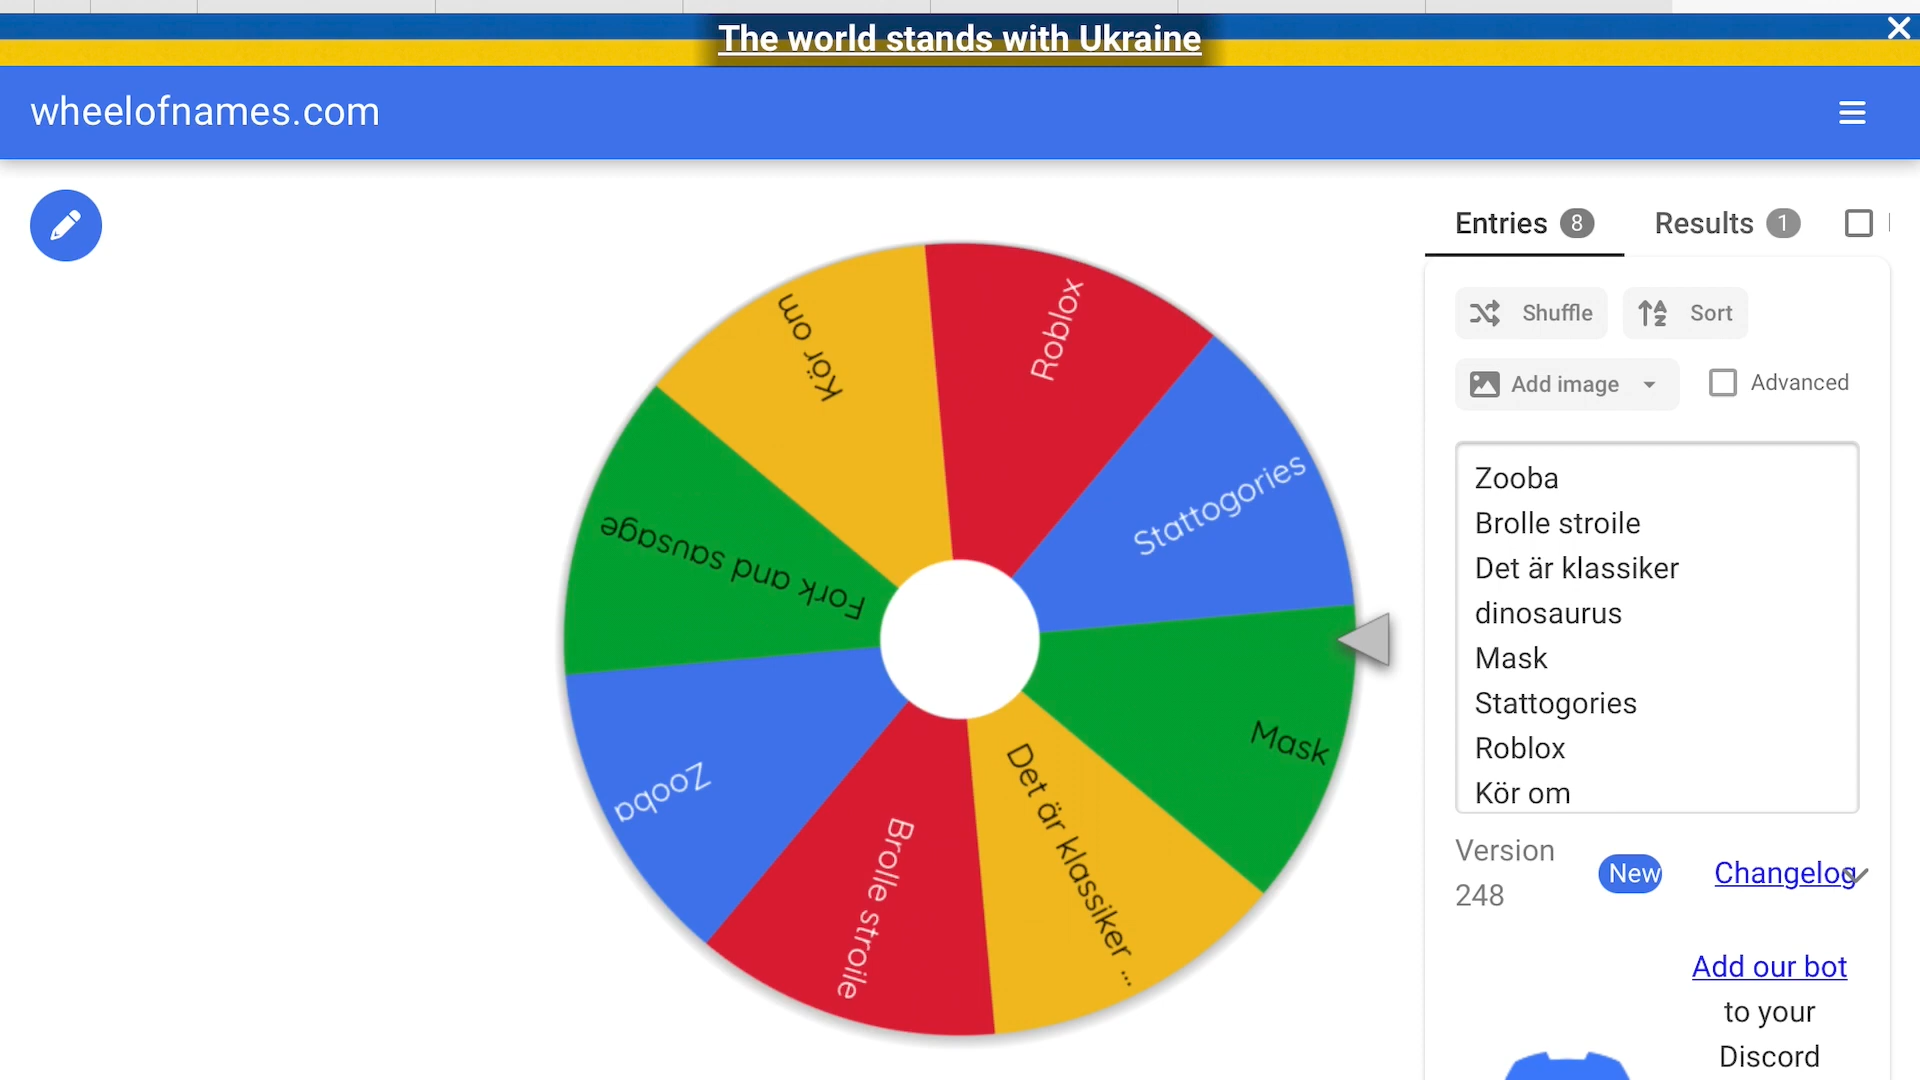 The world stands with Ukraine
wheelofnames.com
Entries 8
Results 1
Shuffle
Sort
Add image
Advanced
Zooba
Brolle stroile
Det är klassiker
dinosaurus
Mask
Stattogories
Roblox
Kör om
Version
248
New
Changelog
Add our bot
to your
Discord
Kör om
Roblox
Stattogories
Mask
Det är klassiker ...
Brolle stroile
Zooba
Fork and sausage